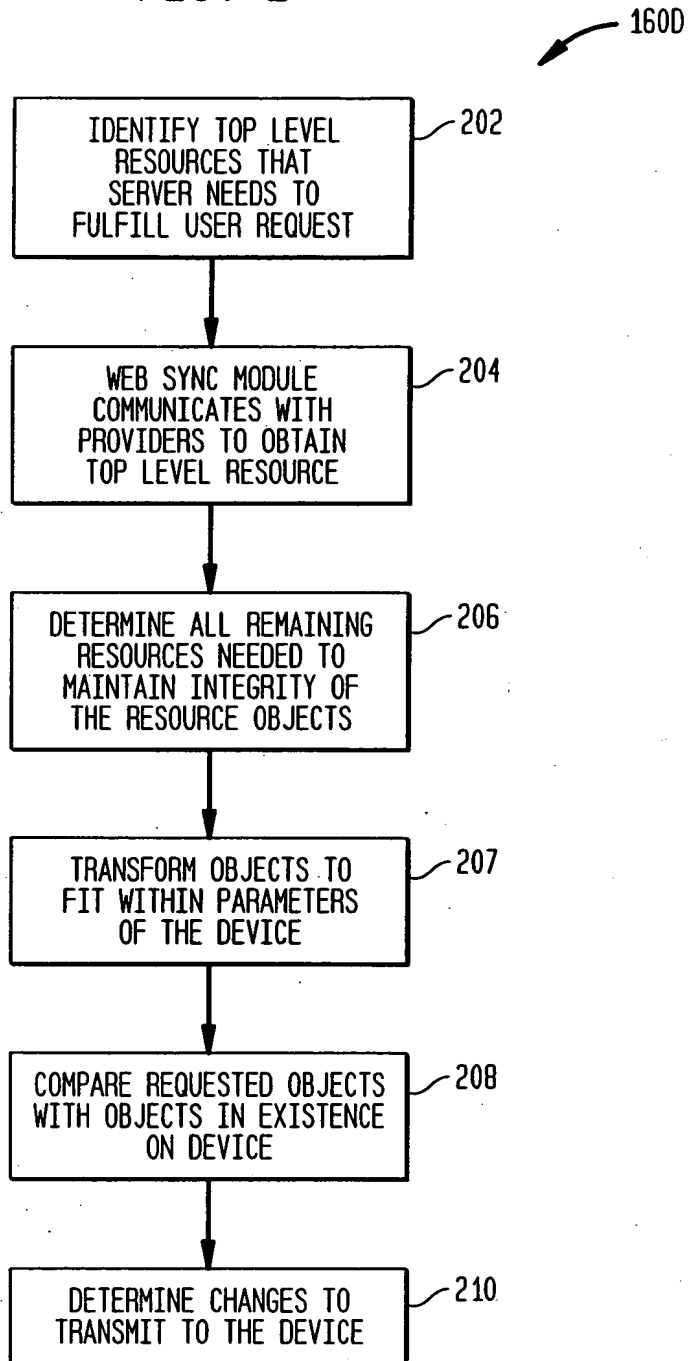 160D
IDENTIFY TOP LEVEL
RESOURCES THAT
SERVER NEEDS TO
FULFILL USER REQUEST
202
WEB SYNC MODULE
COMMUNICATES WITH
PROVIDERS TO OBTAIN
TOP LEVEL RESOURCE
204
DETERMINE ALL REMAINING
RESOURCES NEEDED TO
MAINTAIN INTEGRITY OF
THE RESOURCE OBJECTS
206
TRANSFORM OBJECTS TO
FIT WITHIN PARAMETERS
OF THE DEVICE
207
COMPARE REQUESTED OBJECTS
WITH OBJECTS IN EXISTENCE
ON DEVICE
208
DETERMINE CHANGES TO
TRANSMIT TO THE DEVICE
210